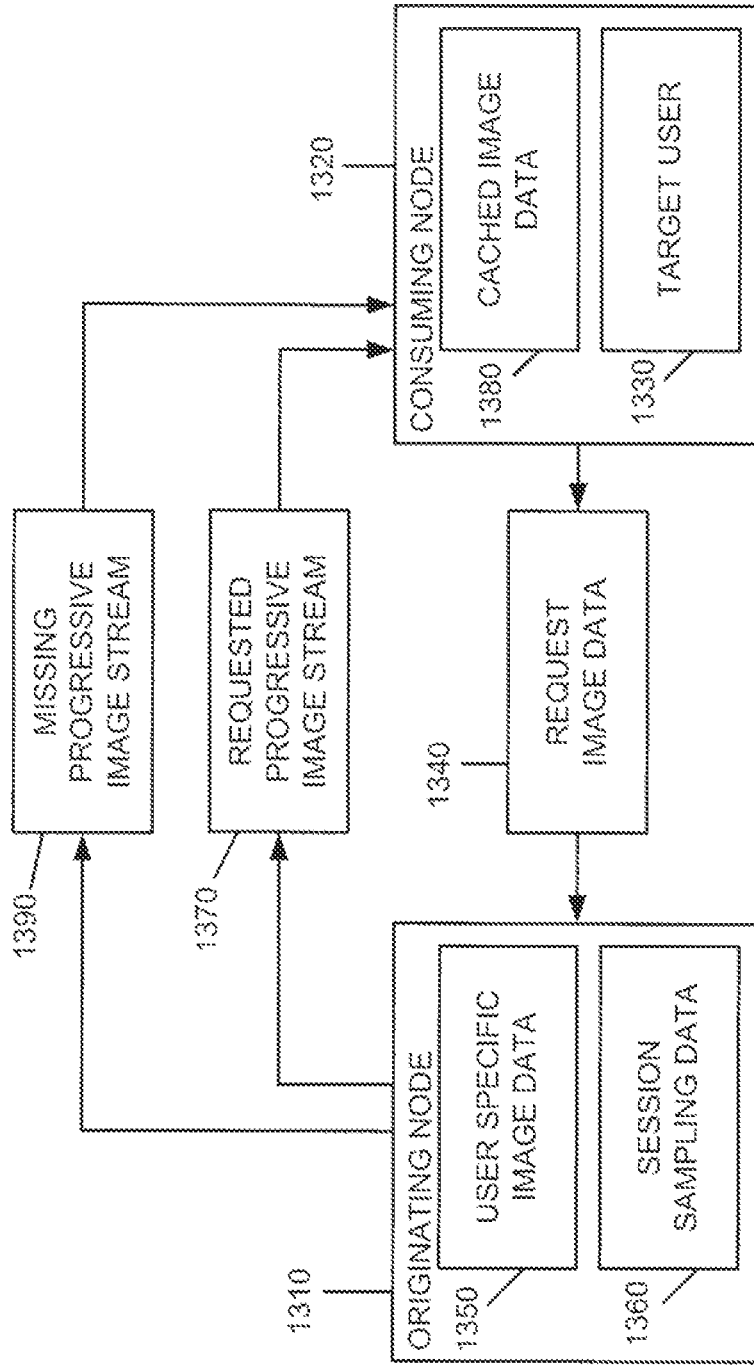 1390
MISSING
PROGRESSIVE
IMAGE STREAM
1370
REQUESTED
PROGRESSIVE
IMAGE STREAM
1310
ORIGINATING NODE
1350
USER SPECIFIC
IMAGE DATA
1360
SESSION
SAMPLING DATA
1340
REQUEST
IMAGE DATA
1320
CONSUMING NODE
1380
CACHED IMAGE
DATA
1330
TARGET USER